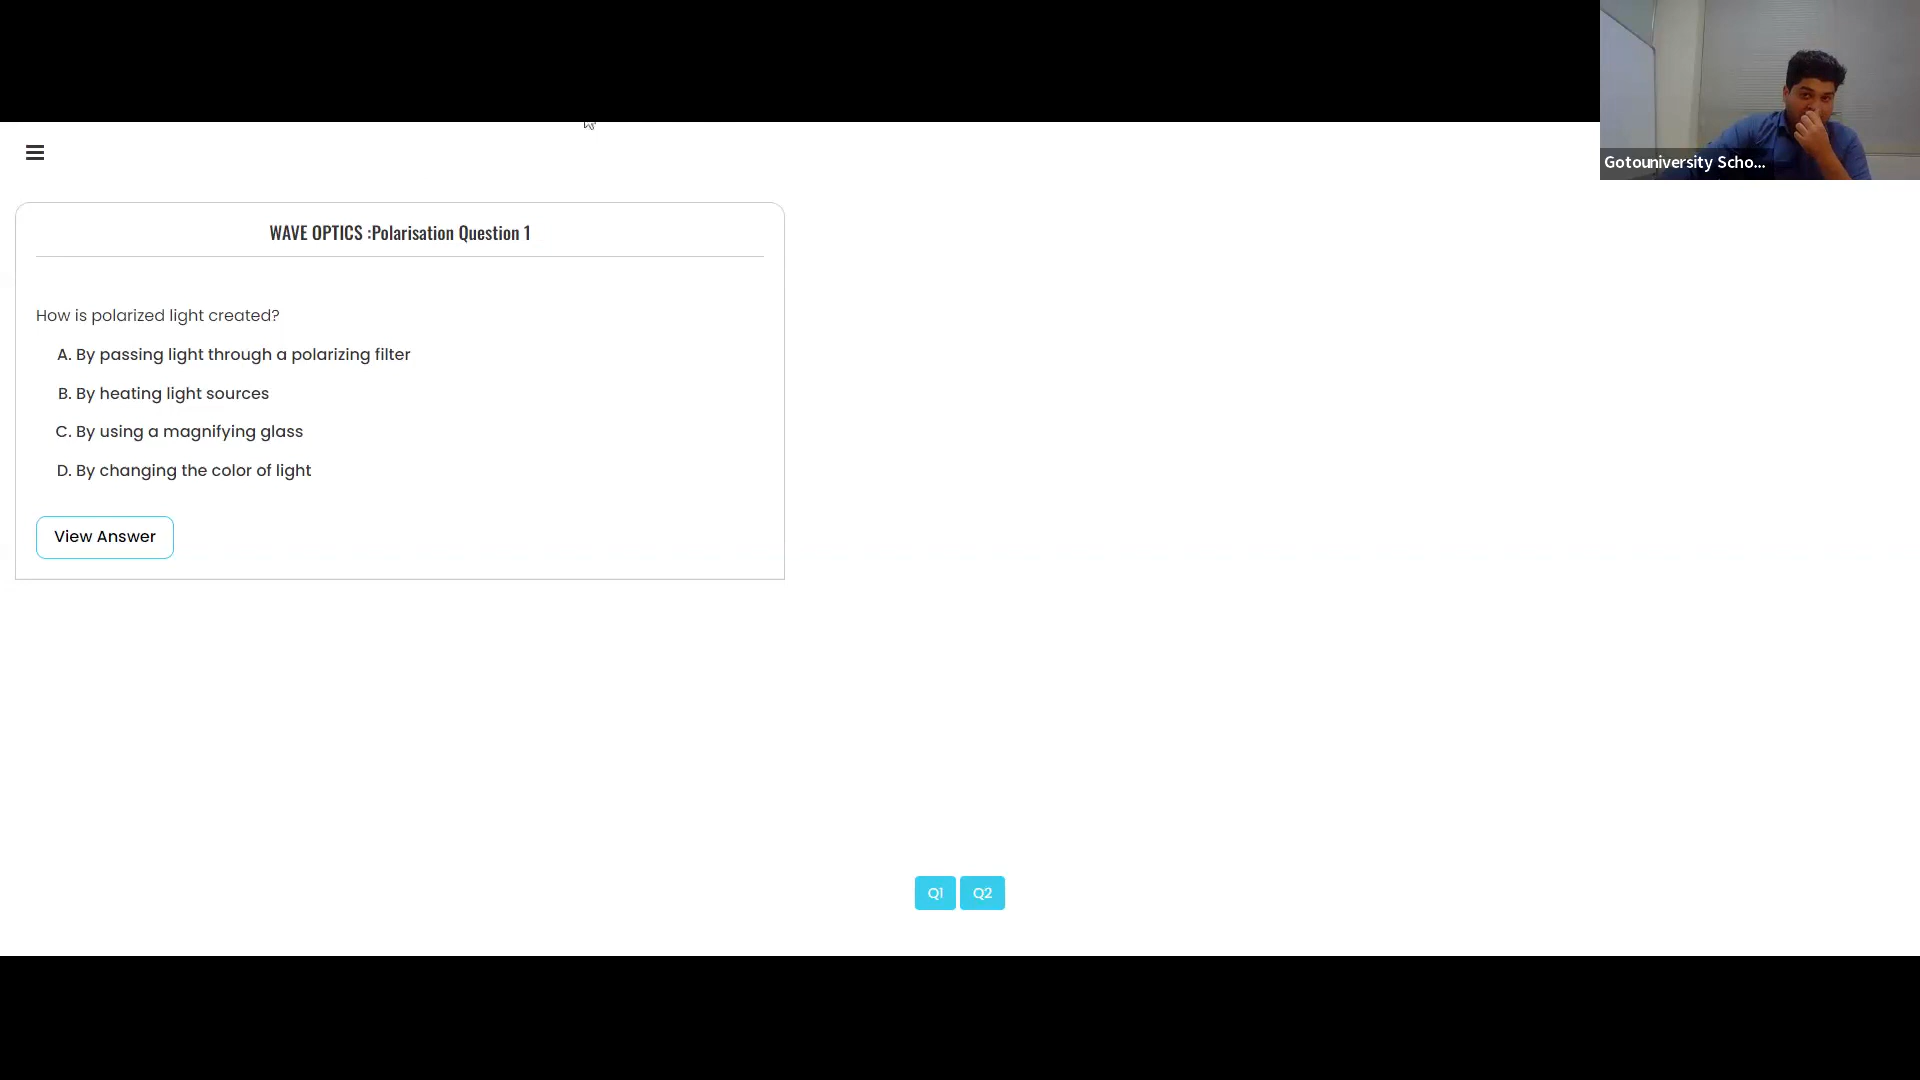 Gotouniversity Scho...
WAVE OPTICS :Polarisation Question 1
How is polarized light created?
A. By passing light through a polarizing filter
B. By heating light sources
C. By using a magnifying glass
D. By changing the color of light
View Answer
Q1 Q2